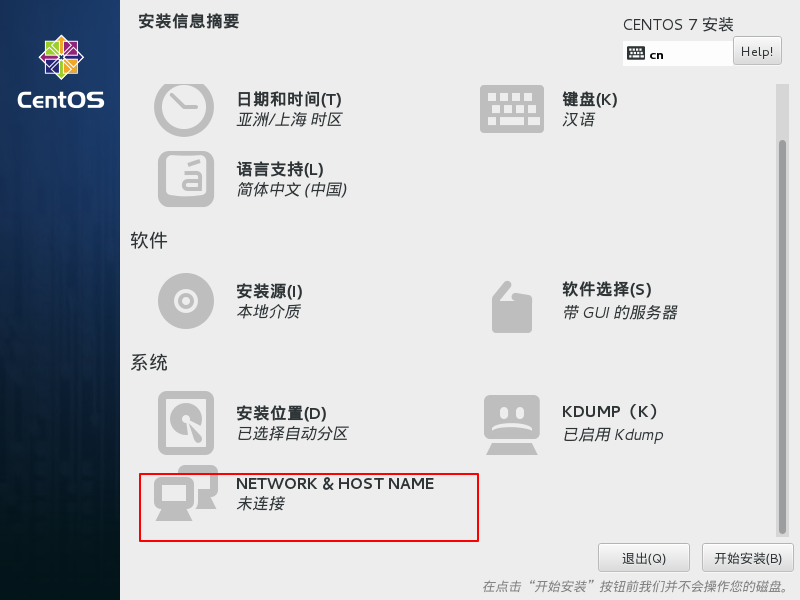 安装信息摘要
CENTOS 7 安装
cn
Help!
CentOS
日期和时间(T)
亚洲/上海 时区
键盘(K)
汉语
语言支持(L)
简体中文 (中国)
软件
安装源(I)
本地介质
软件选择(S)
带 GUI 的服务器
系统
安装位置(D)
已选择自动分区
KDUMP（K）
已启用 Kdump
NETWORK & HOST NAME
未连接
退出(Q)
开始安装(B)
在点击“开始安装”按钮前我们并不会操作您的磁盘。